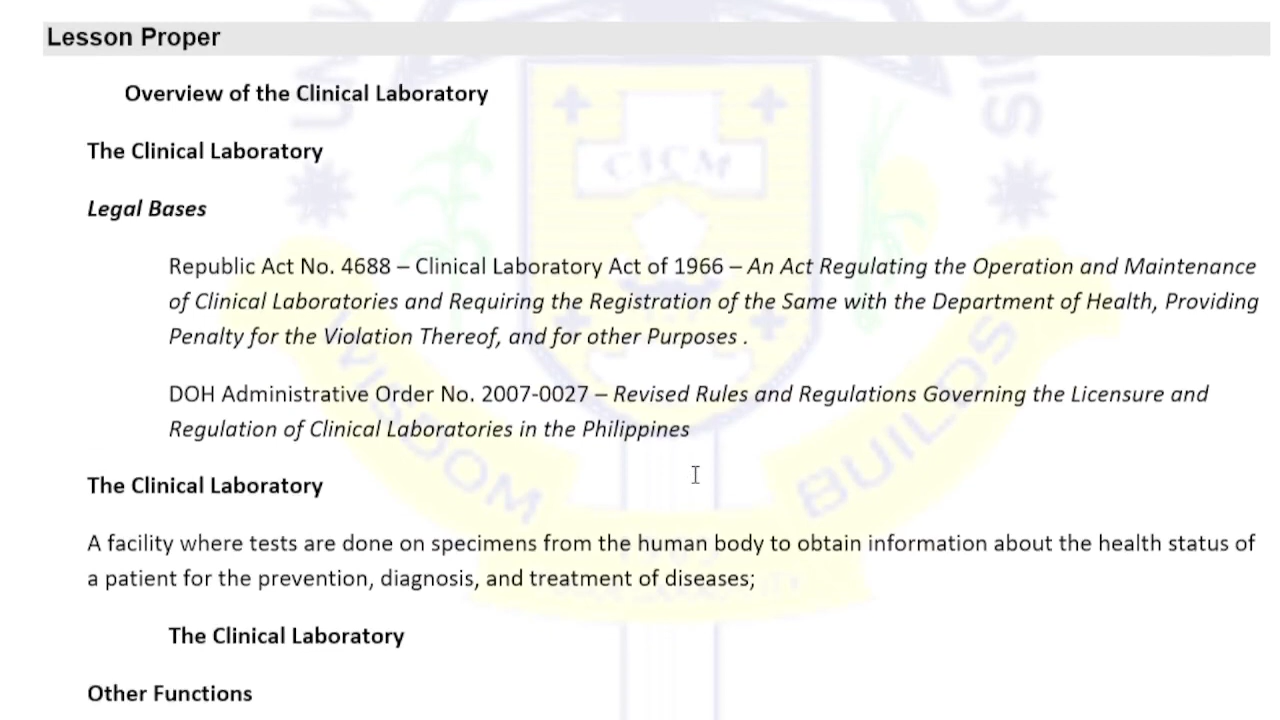 Lesson Proper
Overview of the Clinical Laboratory
The Clinical Laboratory
Legal Bases
Republic Act No. 4688 – Clinical Laboratory Act of 1966 – An Act Regulating the Operation and Maintenance
of Clinical Laboratories and Requiring the Registration of the Same with the Department of Health, Providing
Penalty for the Violation Thereof, and for other Purposes .
DOH Administrative Order No. 2007-0027 – Revised Rules and Regulations Governing the Licensure and
Regulation of Clinical Laboratories in the Philippines
The Clinical Laboratory
A facility where tests are done on specimens from the human body to obtain information about the health status of
a patient for the prevention, diagnosis, and treatment of diseases;
The Clinical Laboratory
Other Functions
CICM
WISDOM
BUILDS